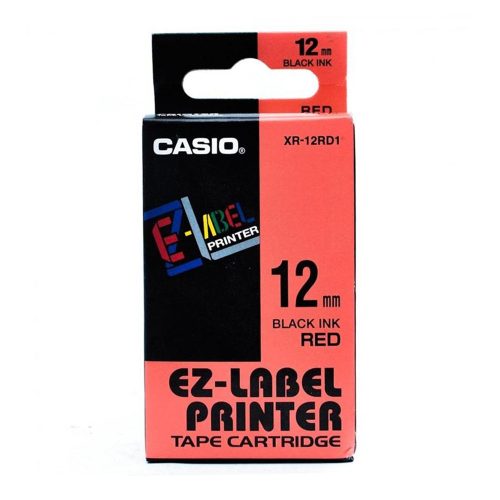 12 mm
BLACK INK
RED
XR-12RD1
CASIO®
EZ-LABEL
PRINTER
12 mm
BLACK INK
RED
EZ-LABEL
PRINTER
TAPE CARTRIDGE